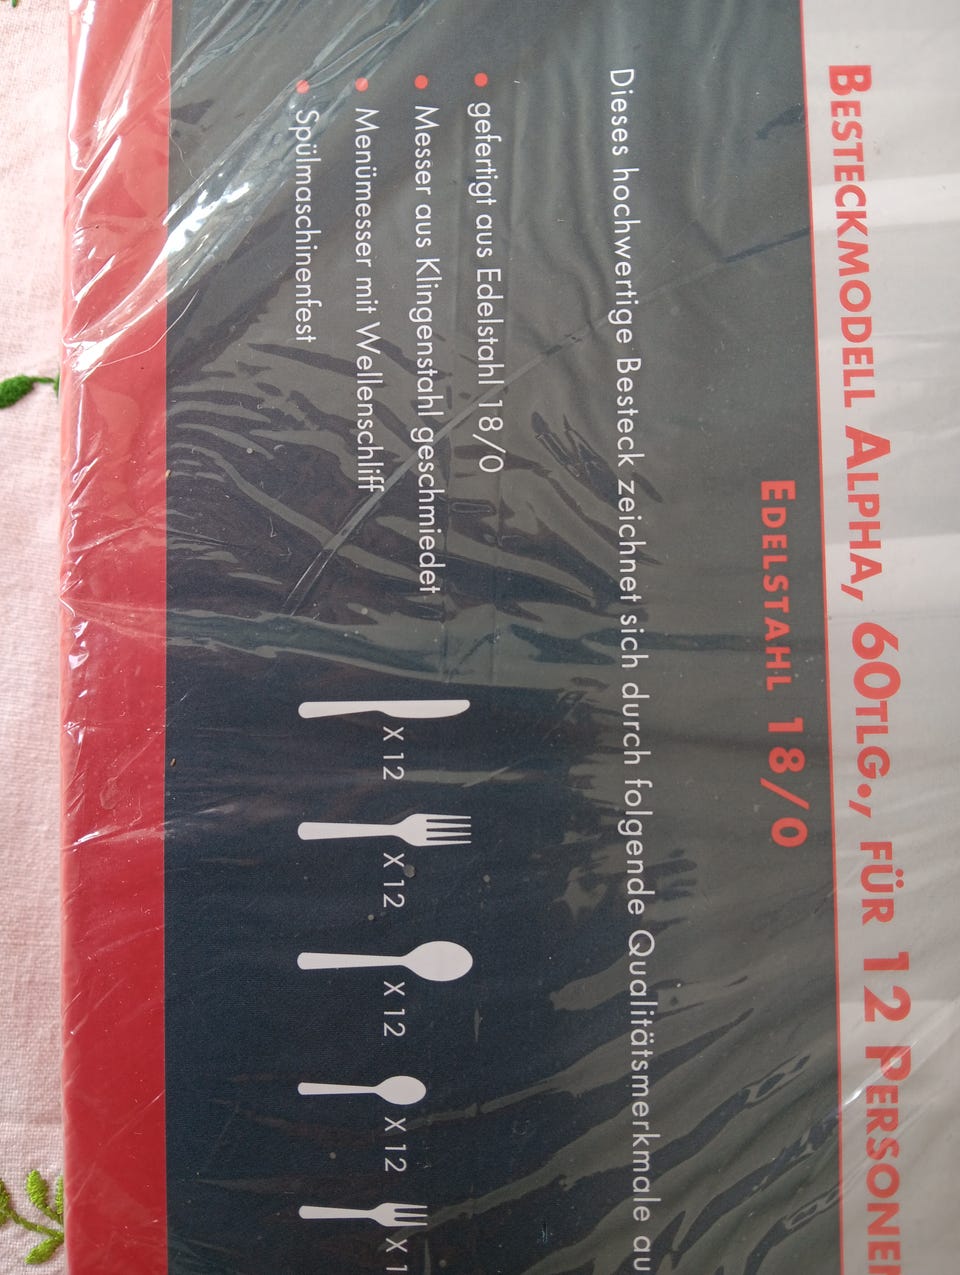 BESTECKMODELL ALPHA, 60TLG., FÜR 12 PERSONEN
EDELSTAHL 18/0
Dieses hochwertige Besteck zeichnet sich durch folgende Qualitätsmerkmale au
• gefertigt aus Edelstahl 18/0
• Messer aus Klingenstahl geschmiedet
• Menümesser mit Wellenschliff
• Spülmaschinenfest
x 12 x 12 x 12 x 12 x 1